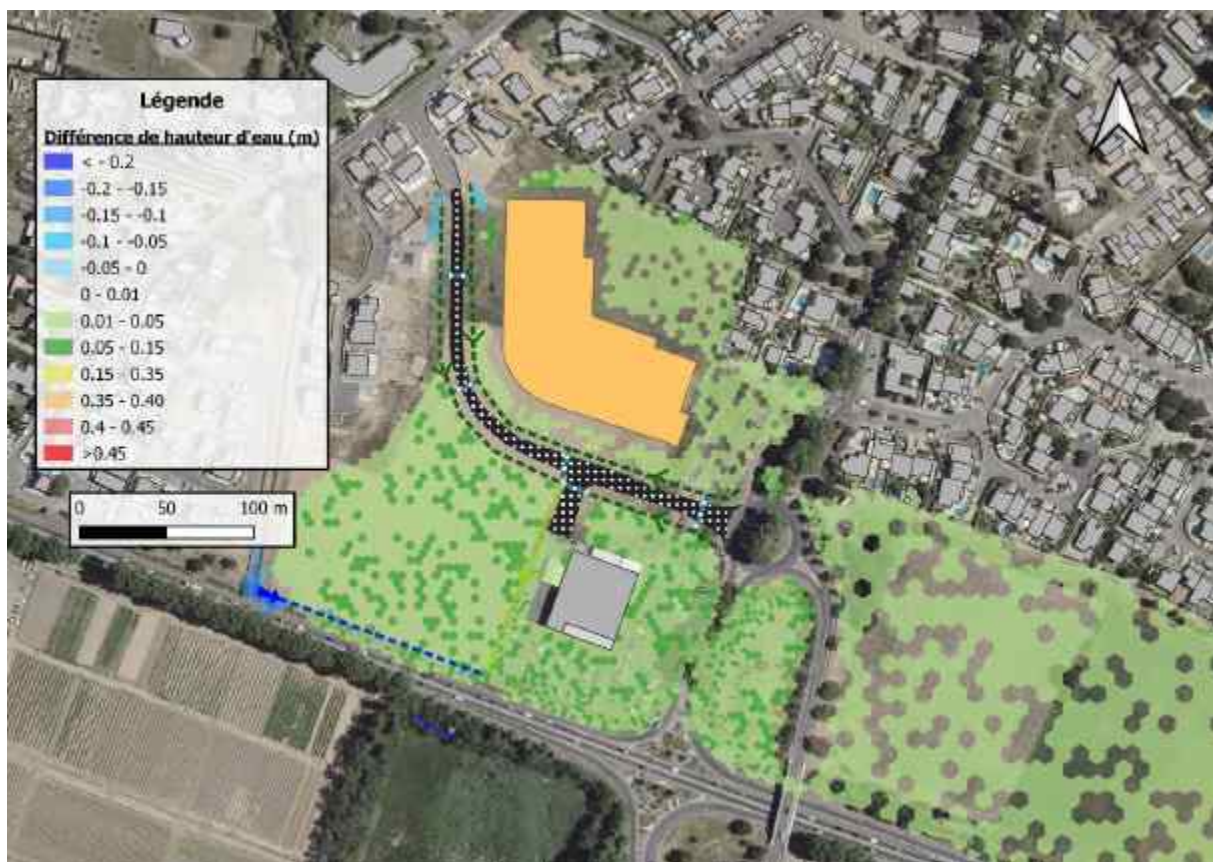 Légende
Différence de hauteur d'eau (m)
< - 0.2
-0.2 - -0.15
-0.15 - -0.1
-0.1 - -0.05
-0.05 - 0
0 - 0.01
0.01 - 0.05
0.05 - 0.15
0.15 - 0.35
0.35 - 0.40
0.4 - 0.45
>0.45
0 50 100 m